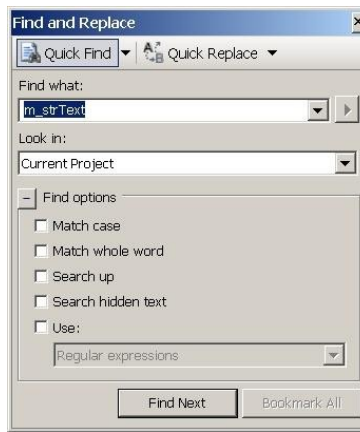 Find and Replace
Quick Find Quick Replace
Find what:
m_strText
Look in:
Current Project
Find options
Match case
Match whole word
Search up
Search hidden text
Use:
Regular expressions
Find Next Bookmark All